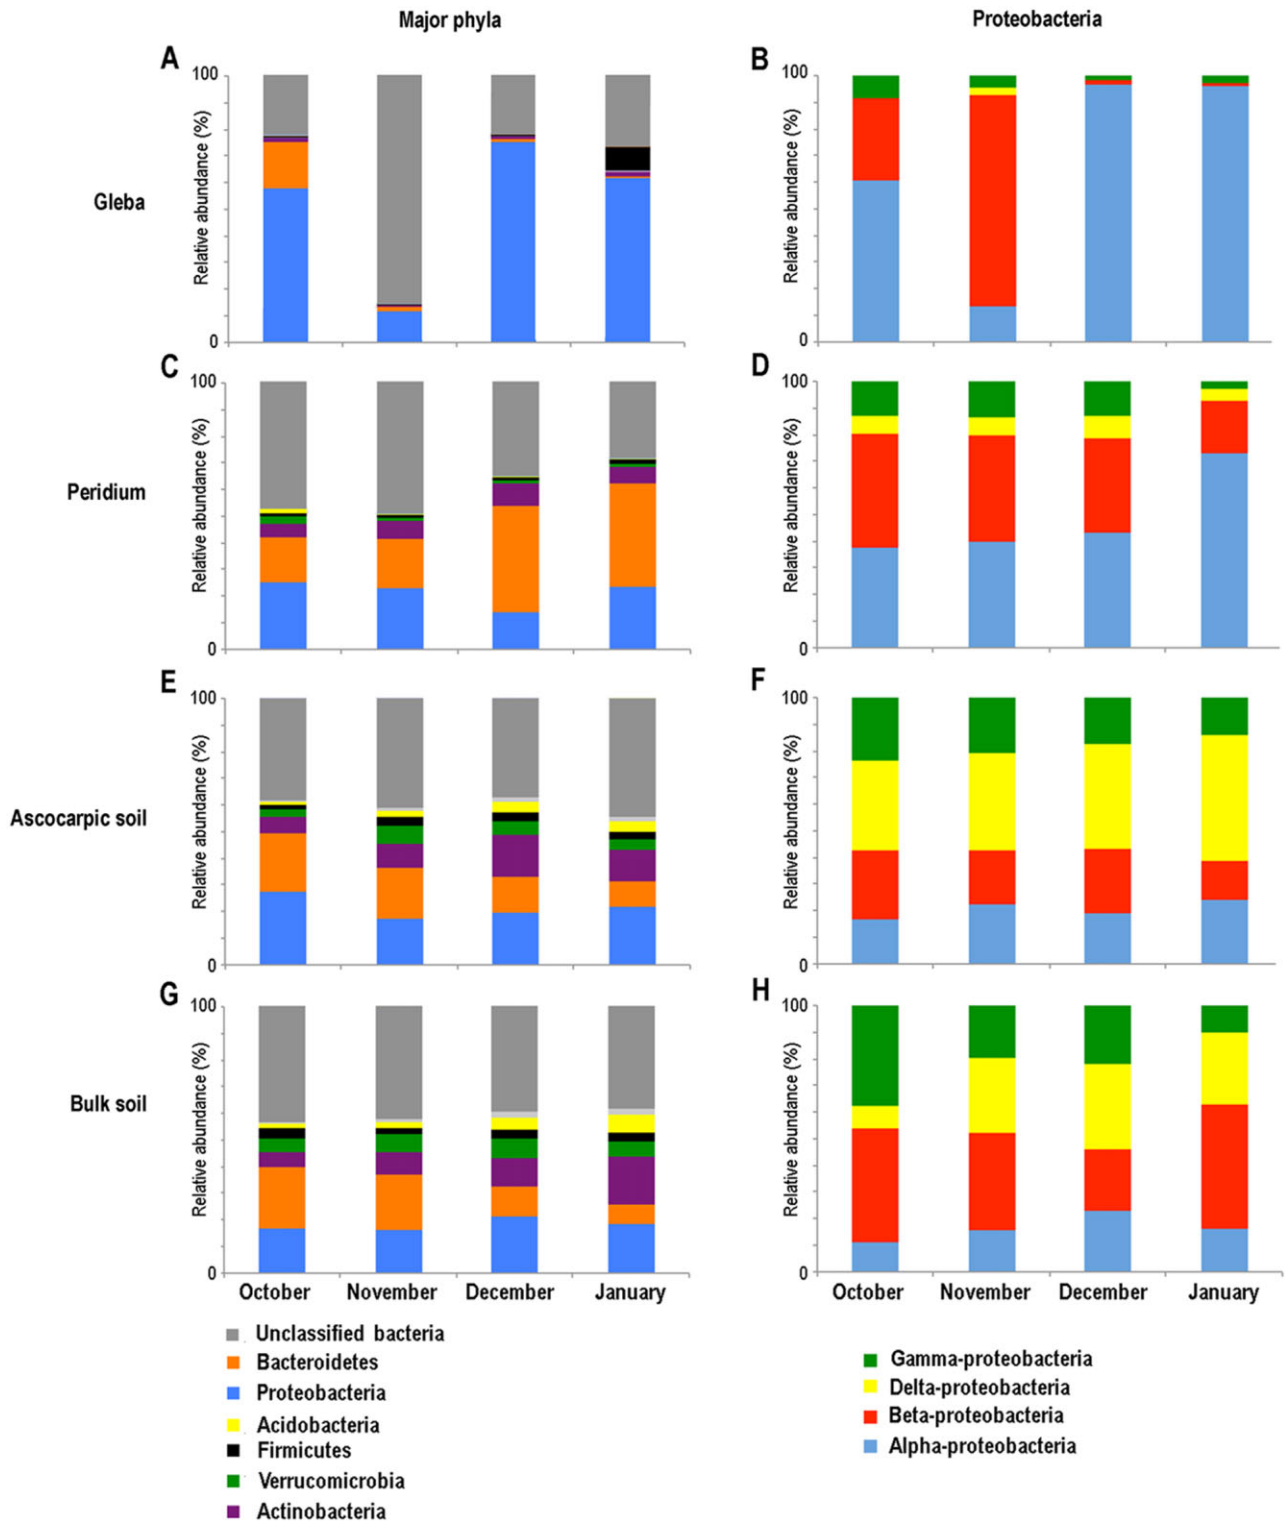 Major phyla
Proteobacteria
A
B
100
100
Relative abundance (%)
Relative abundance (%)
Gleba
0
0
C
D
100
100
Relative abundance (%)
Relative abundance (%)
Peridium
0
0
E
F
100
100
Relative abundance (%)
Relative abundance (%)
Ascocarpic soil
0
0
G
H
100
100
Relative abundance (%)
Relative abundance (%)
Bulk soil
0
0
October November December January
October November December January
Unclassified bacteria
Bacteroidetes
Proteobacteria
Acidobacteria
Firmicutes
Verrucomicrobia
Actinobacteria
Gamma-proteobacteria
Delta-proteobacteria
Beta-proteobacteria
Alpha-proteobacteria